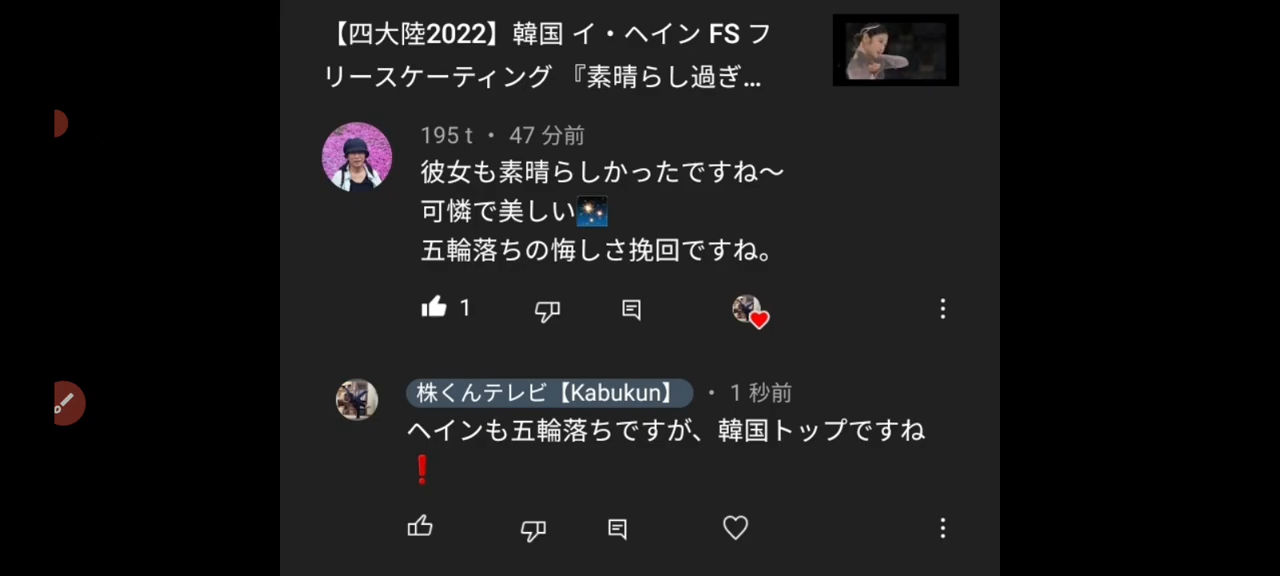 【四大陸2022】韓国 イ・ヘイン FS フ
リースケーティング 『素晴らし過ぎ...
195 t ・ 47 分前
彼女も素晴らしかったですね〜
可憐で美しい🎇
五輪落ちの悔しさ挽回ですね。
1
株くんテレビ【Kabukun】 ・ 1 秒前
ヘインも五輪落ちですが、韓国トップですね
❗